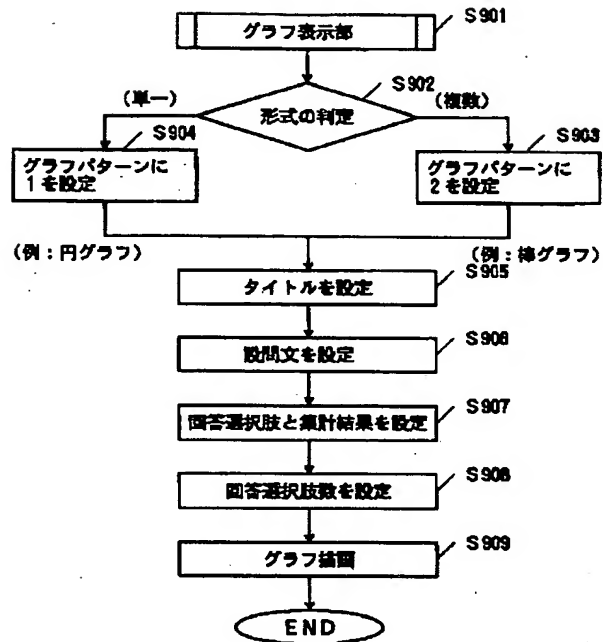 グラフ表示部
S901
S902
形式の判定
(単一)
(複数)
S904
グラフパターンに
1を設定
S903
グラフパターンに
2を設定
(例:円グラフ)
(例:棒グラフ)
S905
タイトルを設定
S906
設問文を設定
S907
回答選択肢と集計結果を設定
S908
回答選択肢数を設定
S909
グラフ描画
END